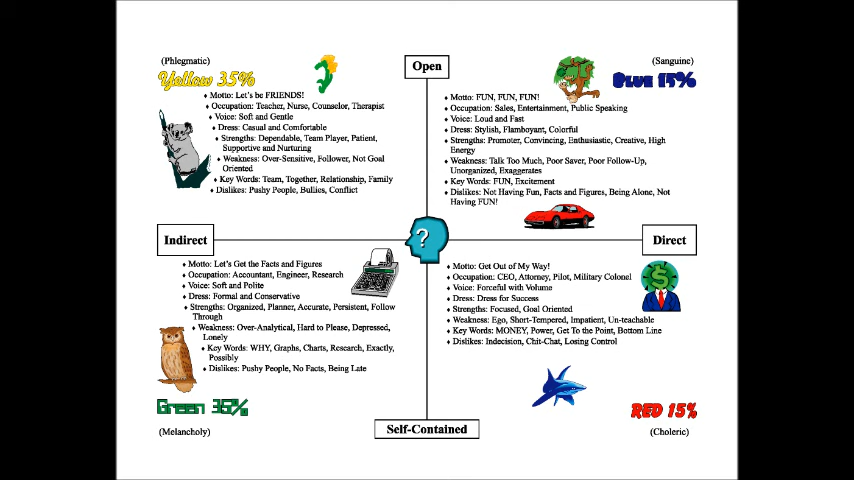 Open
(Phlegmatic)
Yellow 35%
Motto: Let's be FRIENDS!
Occupation: Teacher, Nurse, Counselor, Therapist
Voice: Soft and Gentle
Dress: Casual and Comfortable
Strengths: Dependable, Team Player, Patient,
Supportive and Nurturing
Weakness: Over-Sensitive, Follower, Not Goal
Oriented
Key Words: Team, Together, Relationship, Family
Dislikes: Pushy People, Bullies, Conflict
(Sanguine)
BLUE 15%
Motto: FUN, FUN, FUN!
Occupation: Sales, Entertainment, Public Speaking
Voice: Loud and Fast
Dress: Stylish, Flamboyant, Colorful
Strengths: Promoter, Convincing, Enthusiastic, Creative, High
Energy
Weakness: Talk Too Much, Poor Saver, Poor Follow-Up,
Unorganized, Exaggerates
Key Words: FUN, Excitement
Dislikes: Not Having Fun, Facts and Figures, Being Alone, Not
Having FUN!
Indirect
?
Direct
Motto: Let's Get the Facts and Figures
Occupation: Accountant, Engineer, Research
Voice: Soft and Polite
Dress: Formal and Conservative
Strengths: Organized, Planner, Accurate, Persistent, Follow
Through
Weakness: Over-Analytical, Hard to Please, Depressed,
Lonely
Key Words: WHY, Graphs, Charts, Research, Exactly,
Possibly
Dislikes: Pushy People, No Facts, Being Late
Green 35%
(Melancholy)
Motto: Get Out of My Way!
Occupation: CEO, Attorney, Pilot, Military Colonel
Voice: Forceful with Volume
Dress: Dress for Success
Strengths: Focused, Goal Oriented
Weakness: Ego, Short-Tempered, Impatient, Un-teachable
Key Words: MONEY, Power, Get To the Point, Bottom Line
Dislikes: Indecision, Chit-Chat, Losing Control
$
RED 15%
(Choleric)
Self-Contained